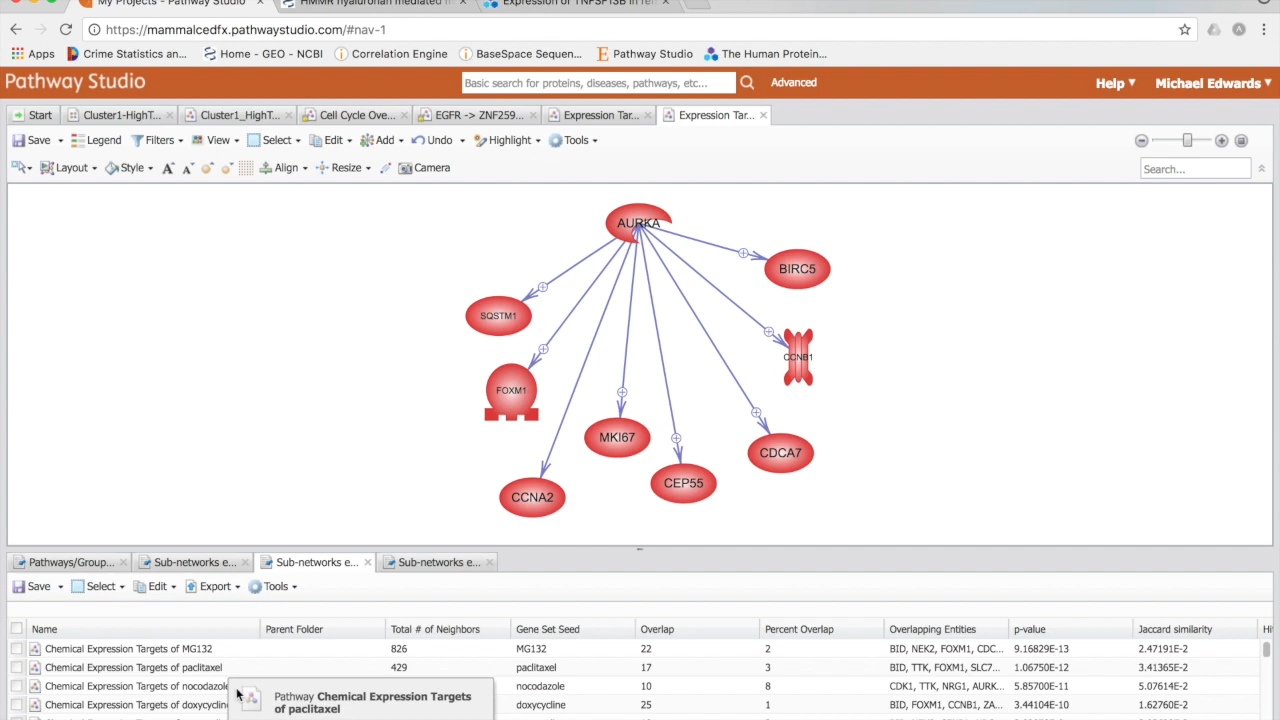 My Projects - Pathway Studio × HMMR hyaluronan mediated m × Expression of TNFSF13B in rem ×
https://mammalcedfx.pathwaystudio.com/#nav-1
Apps Crime Statistics an... Home - GEO - NCBI Correlation Engine BaseSpace Sequen... Pathway Studio The Human Protein...
Pathway Studio Basic search for proteins, diseases, pathways, etc... Advanced Help Michael Edwards
Start Cluster1-HighT... Cluster1_HighT... Cell Cycle Ove... EGFR -> ZNF259... Expression Tar... Expression Tar...
Save Legend Filters View Select Edit Add Undo Highlight Tools
Layout Style A A Align Resize Camera Search...
AURKA
BIRC5
SQSTM1
CCNB1
FOXM1
MKI67
CDCA7
CEP55
CCNA2
Pathways/Group... Sub-networks e... Sub-networks e... Sub-networks e...
Save Select Edit Export Tools
Name Parent Folder Total # of Neighbors Gene Set Seed Overlap Percent Overlap Overlapping Entities p-value Jaccard similarity Hi
Chemical Expression Targets of MG132 826 MG132 22 2 BID, NEK2, FOXM1, CDC... 9.16829E-13 2.47191E-2
Chemical Expression Targets of paclitaxel 429 paclitaxel 17 3 BID, TTK, FOXM1, SLC7... 1.06750E-12 3.41365E-2
Chemical Expression Targets of nocodazole nocodazole 10 8 CDK1, TTK, NRG1, AURK... 5.85700E-11 5.07614E-2
Chemical Expression Targets of doxycycline doxycycline 25 1 BID, FOXM1, CCNB1, ZA... 3.44104E-10 1.62760E-2
Pathway Chemical Expression Targets
of paclitaxel